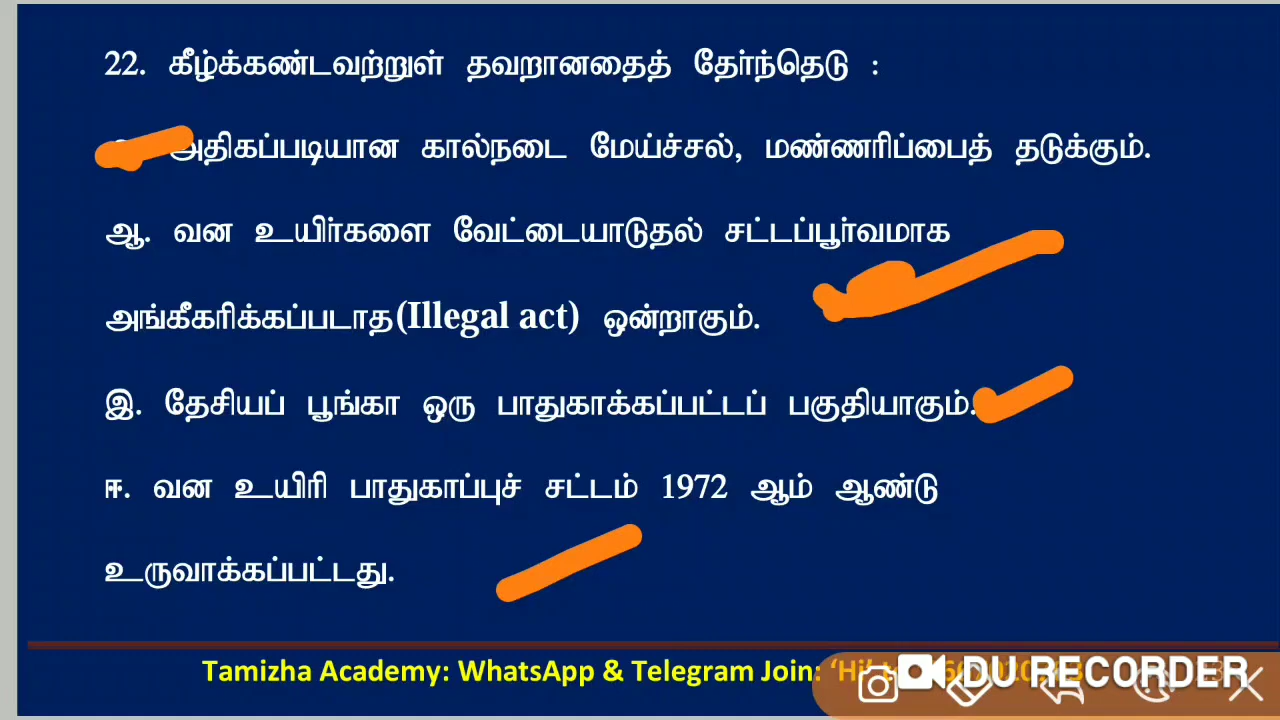 22. கீழ்க்கண்டவற்றுள் தவறானதைத் தேர்ந்தெடு :
அதிகப்படியான கால்நடை மேய்ச்சல், மண்ணரிப்பைத் தடுக்கும்.
ஆ. வன உயிர்களை வேட்டையாடுதல் சட்டப்பூர்வமாக
அங்கீகரிக்கப்படாத(Illegal act) ஒன்றாகும்.
இ. தேசியப் பூங்கா ஒரு பாதுகாக்கப்பட்டப் பகுதியாகும்.
ஈ. வன உயிரி பாதுகாப்புச் சட்டம் 1972 ஆம் ஆண்டு
உருவாக்கப்பட்டது.
Tamizha Academy: WhatsApp & Telegram Join: ‘Hi’
DU RECORDER